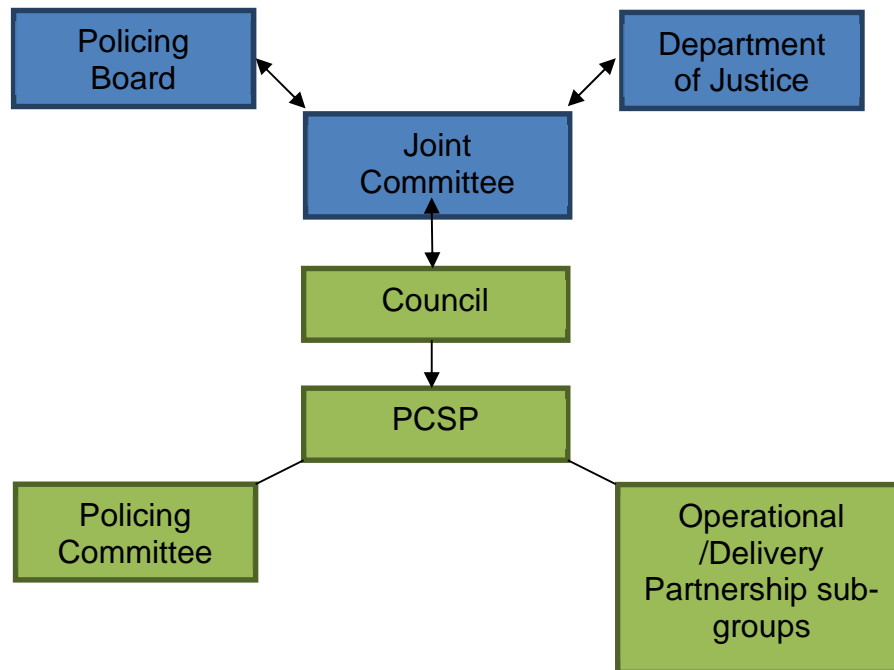 Policing
Board
Department
of Justice
Joint
Committee
Council
PCSP
Policing
Committee
Operational
/Delivery
Partnership sub-
groups